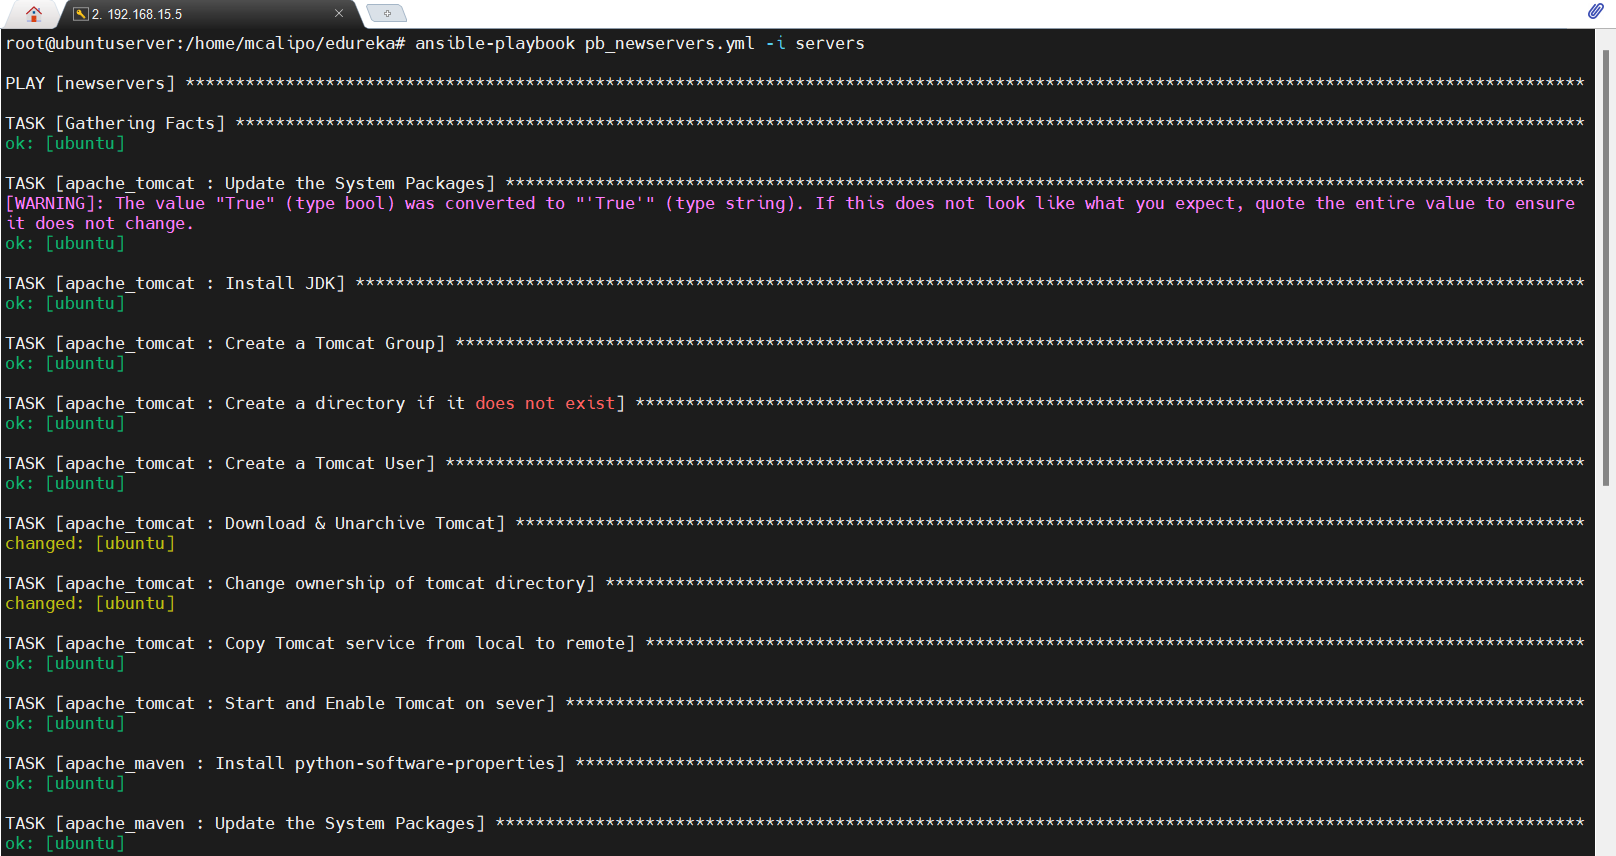 2. 192.168.15.5
root@ubuntuserver:/home/mcalipo/edureka# ansible-playbook pb_newservers.yml -i servers
PLAY [newservers] ********************************************************************************************************************************************
TASK [Gathering Facts] ***************************************************************************************************************************************
ok: [ubuntu]
TASK [apache_tomcat : Update the System Packages] ************************************************************************************************************
[WARNING]: The value "True" (type bool) was converted to "'True'" (type string). If this does not look like what you expect, quote the entire value to ensure
it does not change.
ok: [ubuntu]
TASK [apache_tomcat : Install JDK] ***************************************************************************************************************************
ok: [ubuntu]
TASK [apache_tomcat : Create a Tomcat Group] *****************************************************************************************************************
ok: [ubuntu]
TASK [apache_tomcat : Create a directory if it does not exist] ***********************************************************************************************
ok: [ubuntu]
TASK [apache_tomcat : Create a Tomcat User] ******************************************************************************************************************
ok: [ubuntu]
TASK [apache_tomcat : Download & Unarchive Tomcat] ***********************************************************************************************************
changed: [ubuntu]
TASK [apache_tomcat : Change ownership of tomcat directory] **************************************************************************************************
changed: [ubuntu]
TASK [apache_tomcat : Copy Tomcat service from local to remote] **********************************************************************************************
ok: [ubuntu]
TASK [apache_tomcat : Start and Enable Tomcat on sever] ******************************************************************************************************
ok: [ubuntu]
TASK [apache_maven : Install python-software-properties] *****************************************************************************************************
ok: [ubuntu]
TASK [apache_maven : Update the System Packages] *************************************************************************************************************
ok: [ubuntu]